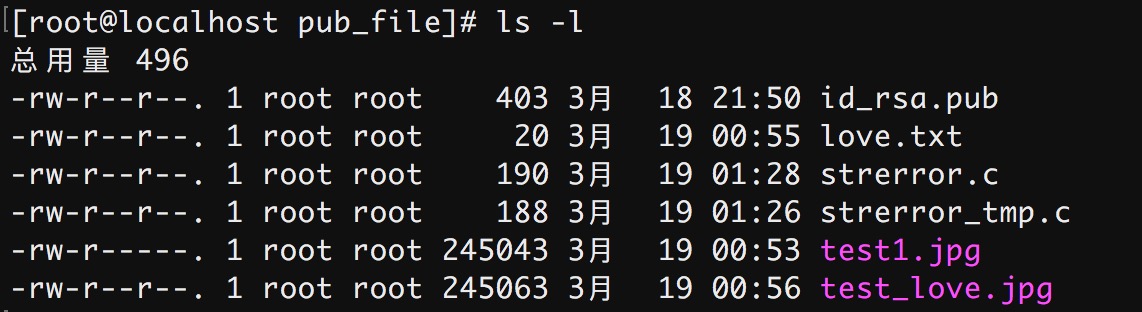 [root@localhost pub_file]# ls -l
总用量 496
-rw-r--r--. 1 root root    403 3月   18 21:50 id_rsa.pub
-rw-r--r--. 1 root root     20 3月   19 00:55 love.txt
-rw-r--r--. 1 root root    190 3月   19 01:28 strerror.c
-rw-r--r--. 1 root root    188 3月   19 01:26 strerror_tmp.c
-rw-r-----. 1 root root 245043 3月   19 00:53 test1.jpg
-rw-r--r--. 1 root root 245063 3月   19 00:56 test_love.jpg